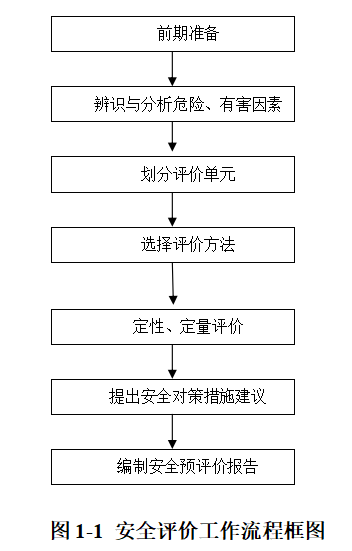 前期准备
辨识与分析危险、有害因素
划分评价单元
选择评价方法
定性、定量评价
提出安全对策措施建议
编制安全预评价报告
图 1-1 安全评价工作流程框图